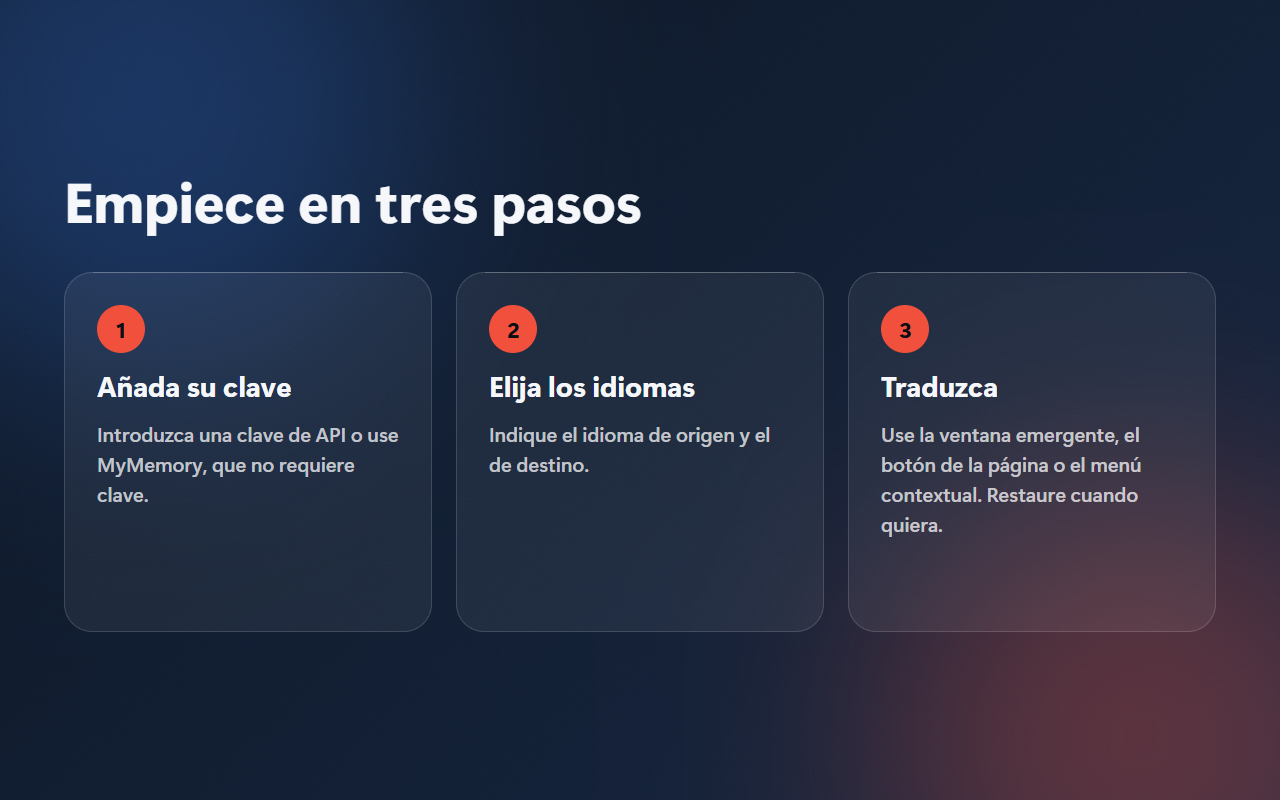 Empiece en tres pasos
1
Añada su clave
Introduzca una clave de API o use
MyMemory, que no requiere
clave.
2
Elija los idiomas
Indique el idioma de origen y el
de destino.
3
Traduzca
Use la ventana emergente, el
botón de la página o el menú
contextual. Restaure cuando
quiera.